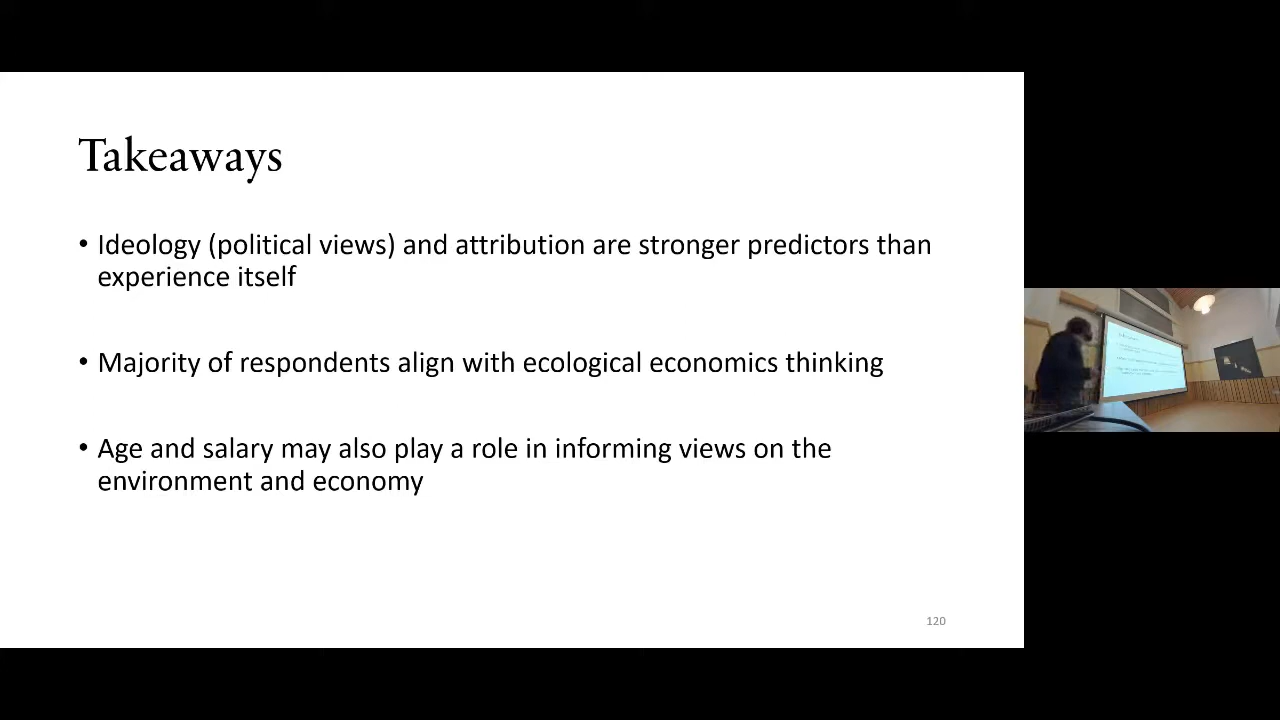 Takeaways
• Ideology (political views) and attribution are stronger predictors than
experience itself
• Majority of respondents align with ecological economics thinking
• Age and salary may also play a role in informing views on the
environment and economy
120